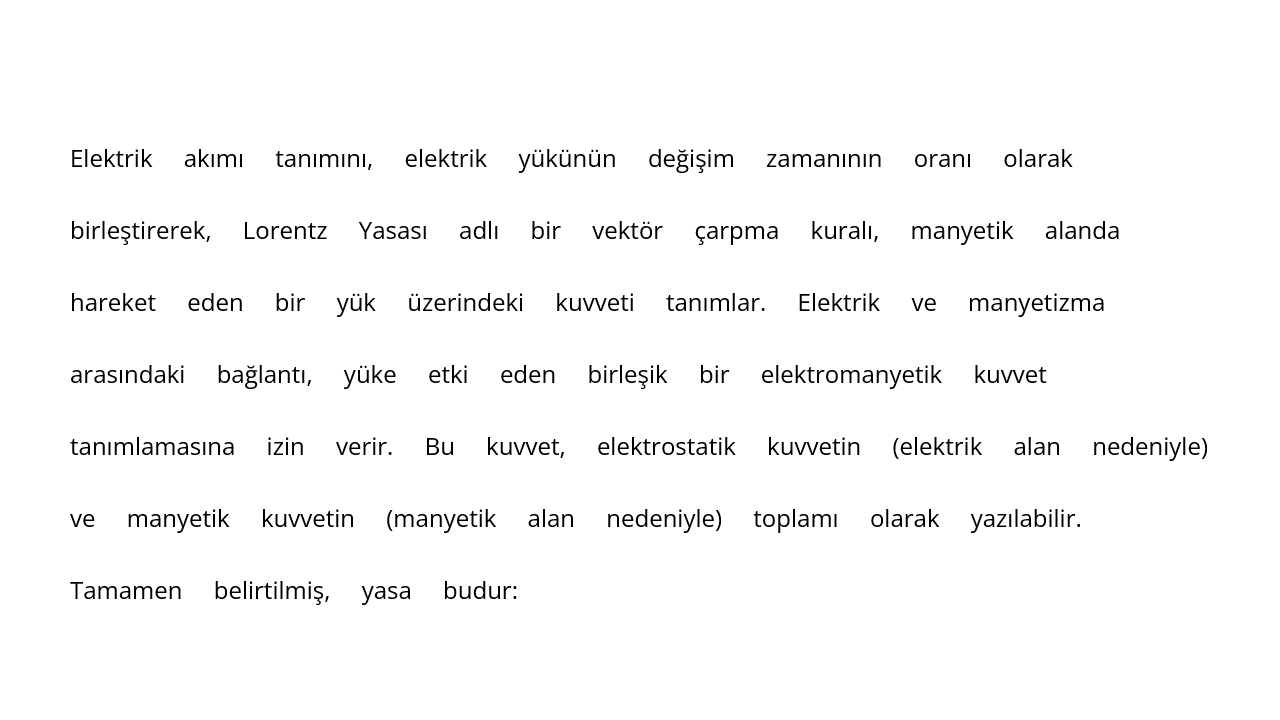 Elektrik akımı tanımını, elektrik yükünün değişim zamanının oranı olarak
birleştirerek, Lorentz Yasası adlı bir vektör çarpma kuralı, manyetik alanda
hareket eden bir yük üzerindeki kuvveti tanımlar. Elektrik ve manyetizma
arasındaki bağlantı, yüke etki eden birleşik bir elektromanyetik kuvvet
tanımlamasına izin verir. Bu kuvvet, elektrostatik kuvvetin (elektrik alan nedeniyle)
ve manyetik kuvvetin (manyetik alan nedeniyle) toplamı olarak yazılabilir.
Tamamen belirtilmiş, yasa budur: